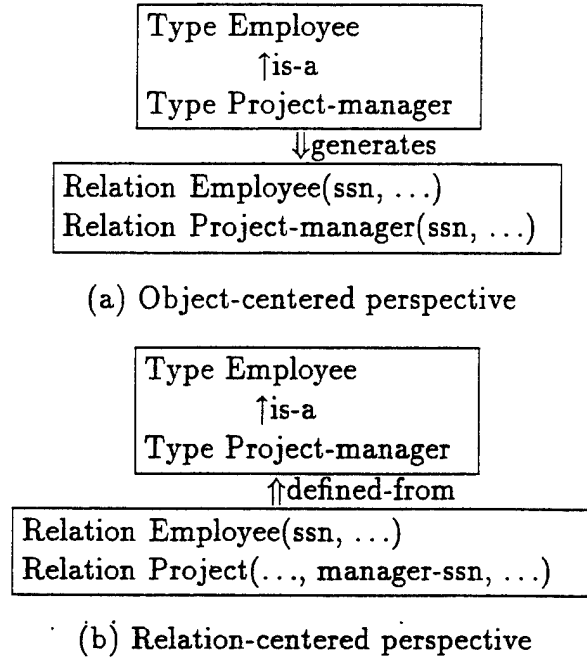 Type Employee
↑is-a
Type Project-manager
⇓generates
Relation Employee(ssn, ...)
Relation Project-manager(ssn, ...)
(a) Object-centered perspective
Type Employee
↑is-a
Type Project-manager
⇑defined-from
Relation Employee(ssn, ...)
Relation Project(..., manager-ssn, ...)
(b) Relation-centered perspective